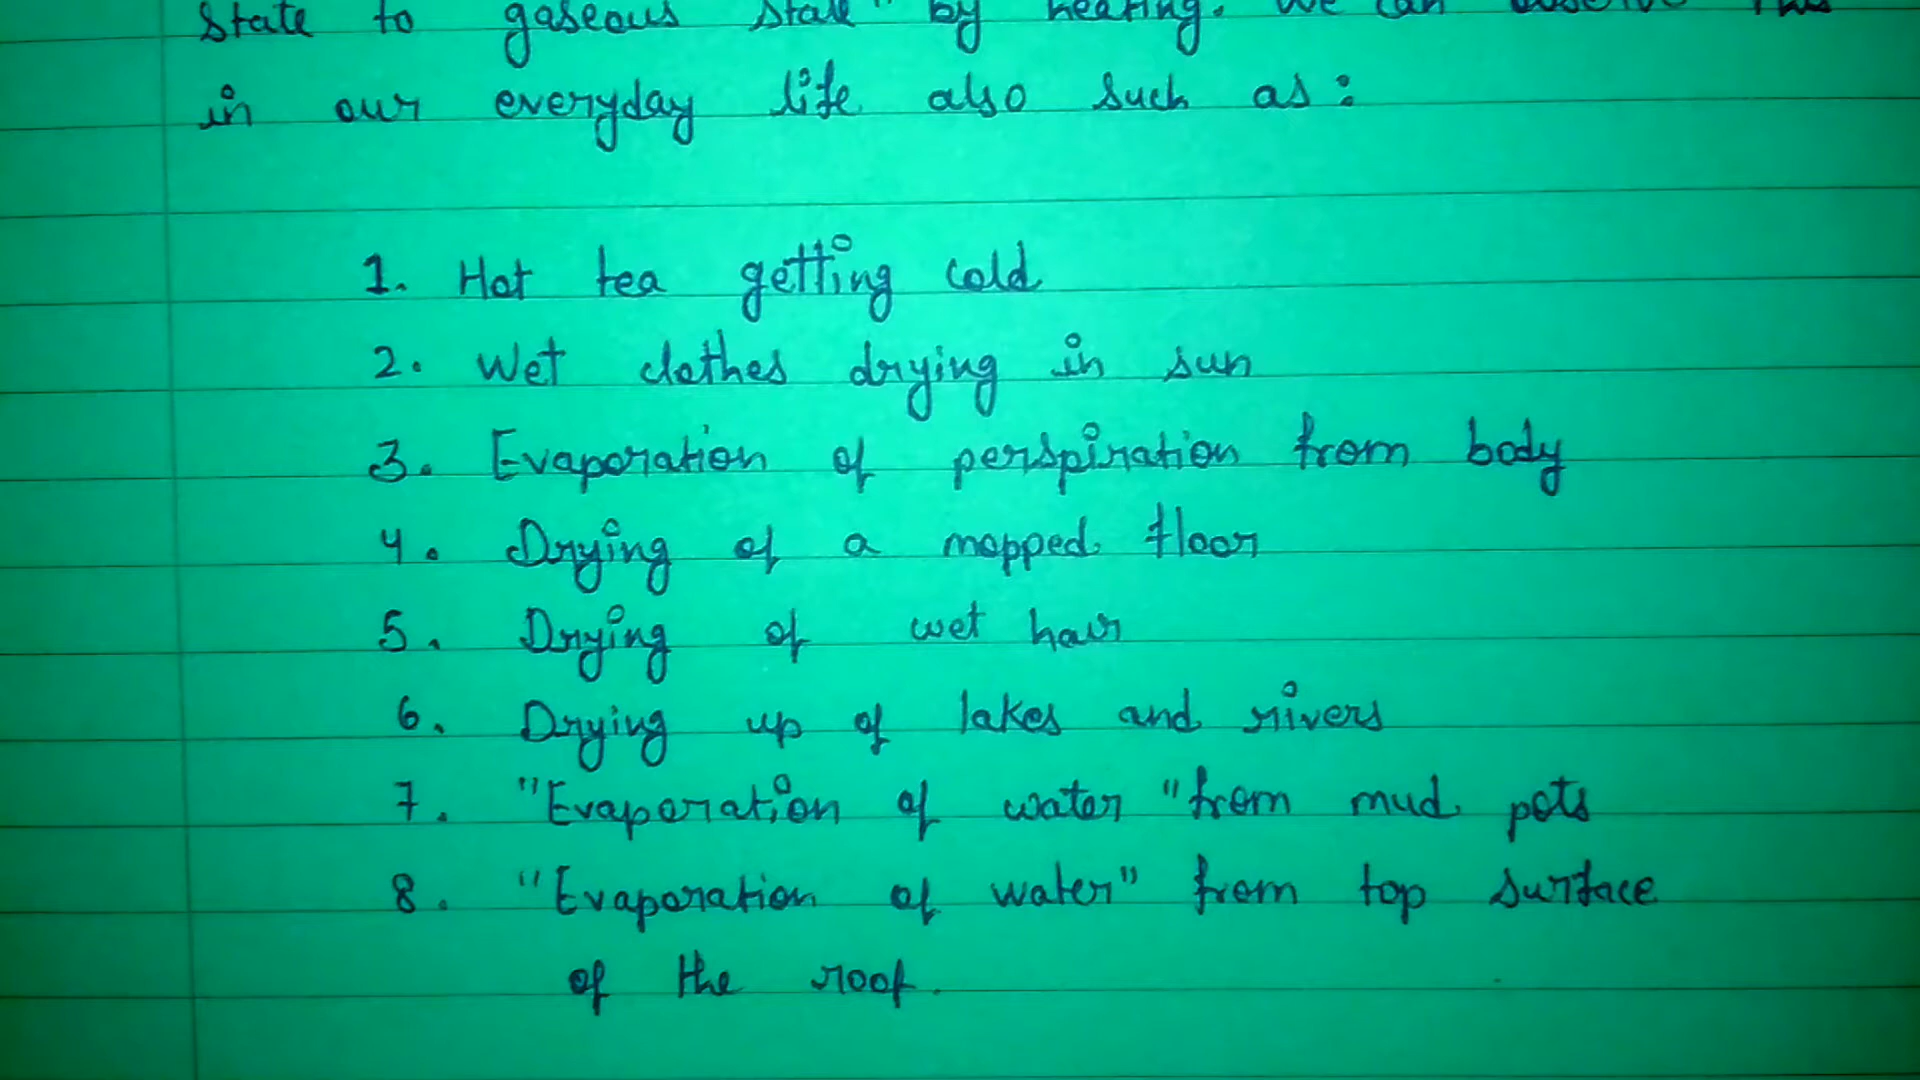 state to gaseous state" by heating. We can observe this
in our everyday life also such as:
1. Hot tea getting cold
2. Wet clothes drying in sun
3. Evaporation of perspiration from body
4. Drying of a mopped floor
5. Drying of wet hair
6. Drying up of lakes and rivers
7. "Evaporation of water "from mud pots
8. "Evaporation of water" from top surface
of the roof.